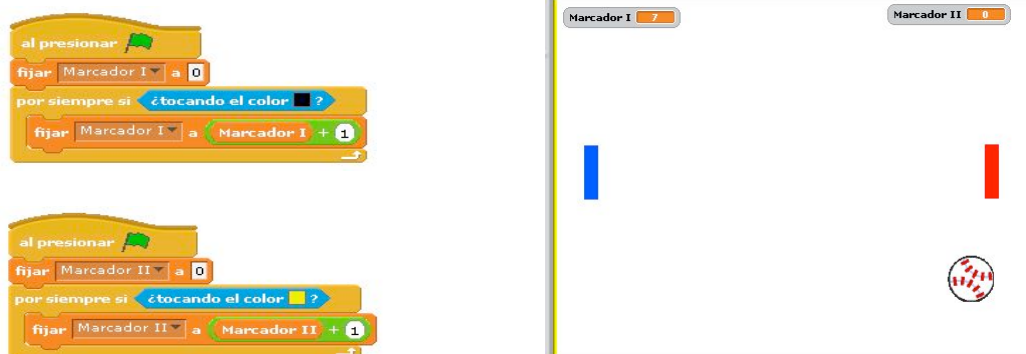 al presionar
fijar Marcador I a 0
por siempre si ¿tocando el color ?
fijar Marcador I a Marcador I + 1
al presionar
fijar Marcador II a 0
por siempre si ¿tocando el color ?
fijar Marcador II a Marcador II + 1
Marcador I 7
Marcador II 0